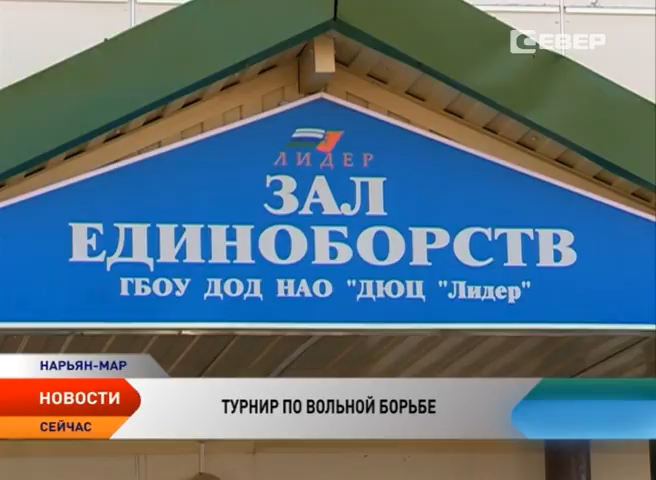 СЕВЕР
ЛИДЕР
ЗАЛ
ЕДИНОБОРСТВ
ГБОУ ДОД НАО "ДЮЦ "Лидер"
НАРЬЯН-МАР
НОВОСТИ
СЕЙЧАС
ТУРНИР ПО ВОЛЬНОЙ БОРЬБЕ